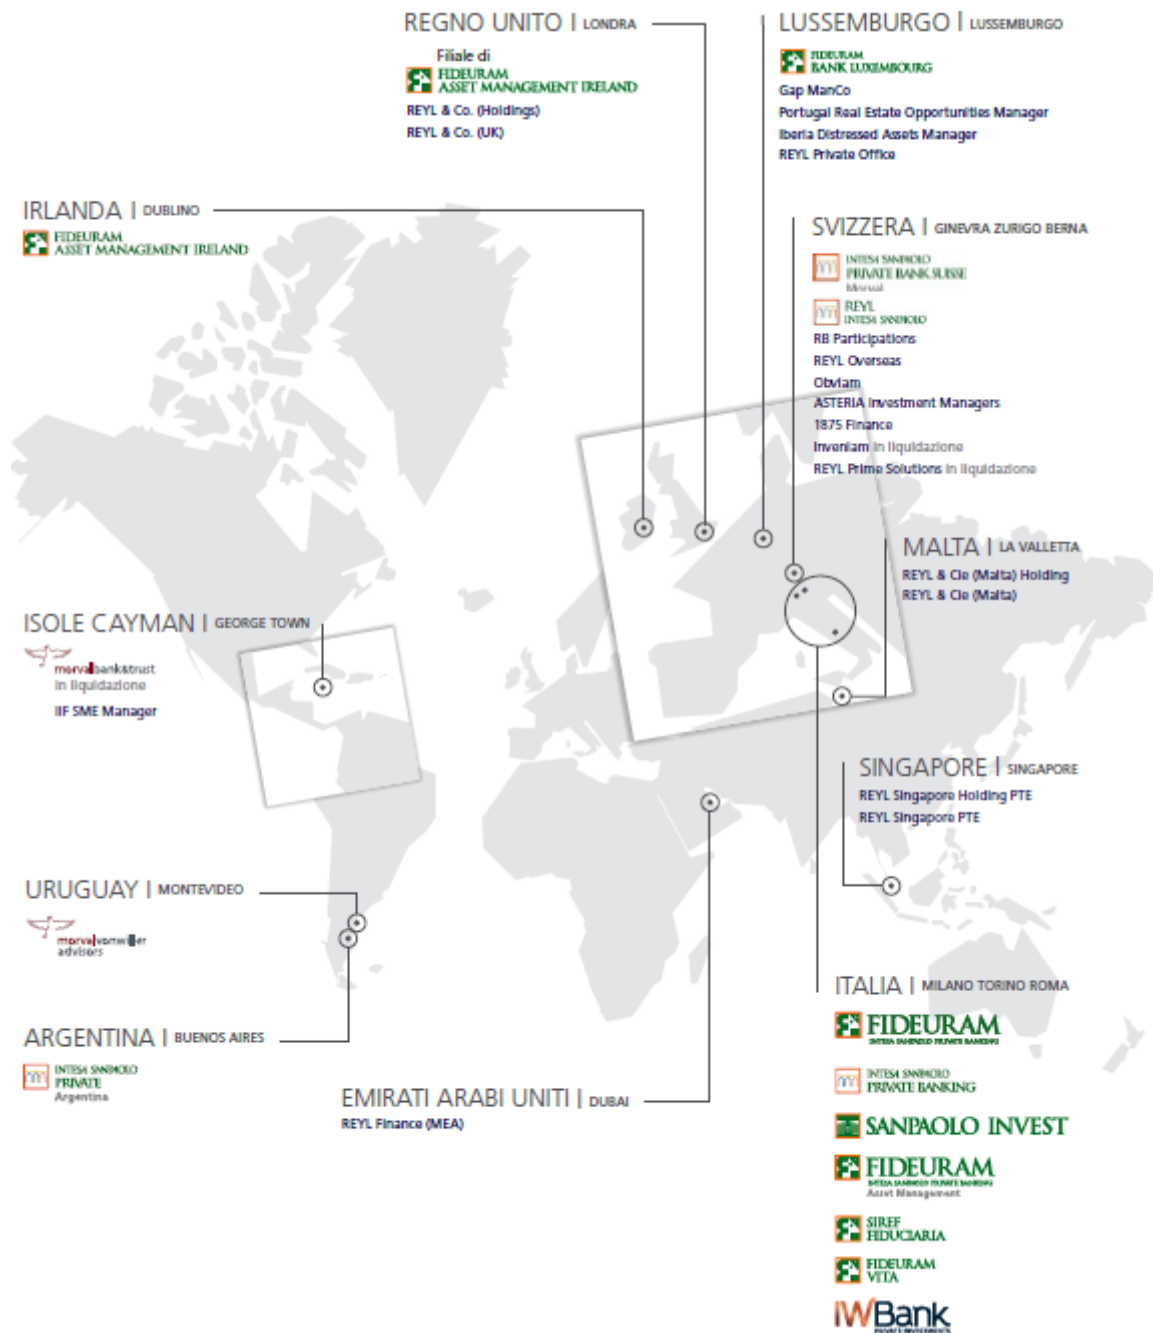 REGNO UNITO | LONDRA
Filiale di
FIDEURAM
ASSET MANAGEMENT IRELAND
REYL & Co. (Holdings)
REYL & Co. (UK)
LUSSEMBURGO | LUSSEMBURGO
FIDEURAM
BANK LUXEMBOURG
Gap ManCo
Portugal Real Estate Opportunities Manager
Iberia Distressed Assets Manager
REYL Private Office
IRLANDA | DUBLINO
FIDEURAM
ASSET MANAGEMENT IRELAND
SVIZZERA | GINEVRA ZURIGO BERNA
INTESA SANPAOLO
PRIVATE BANK SUISSE
Morval
REYL
INTESA SANPAOLO
RB Participations
REYL Overseas
Obviam
ASTERIA Investment Managers
1875 Finance
Inveniam in liquidazione
REYL Prime Solutions in liquidazione
MALTA | LA VALLETTA
REYL & Cie (Malta) Holding
REYL & Cie (Malta)
ISOLE CAYMAN | GEORGE TOWN
morvalbank&trust
in liquidazione
IIF SME Manager
SINGAPORE | SINGAPORE
REYL Singapore Holding PTE
REYL Singapore PTE
URUGUAY | MONTEVIDEO
morvalvonwiller
advisors
ARGENTINA | BUENOS AIRES
INTESA SANPAOLO
PRIVATE
Argentina
EMIRATI ARABI UNITI | DUBAI
REYL Finance (MEA)
ITALIA | MILANO TORINO ROMA
FIDEURAM
INTESA SANPAOLO PRIVATE BANKING
INTESA SANPAOLO
PRIVATE BANKING
SANPAOLO INVEST
FIDEURAM
INTESA SANPAOLO PRIVATE BANKING
Asset Management
SIREF
FIDUCIARIA
FIDEURAM
VITA
IWBank
PRIVATE INVESTMENTS